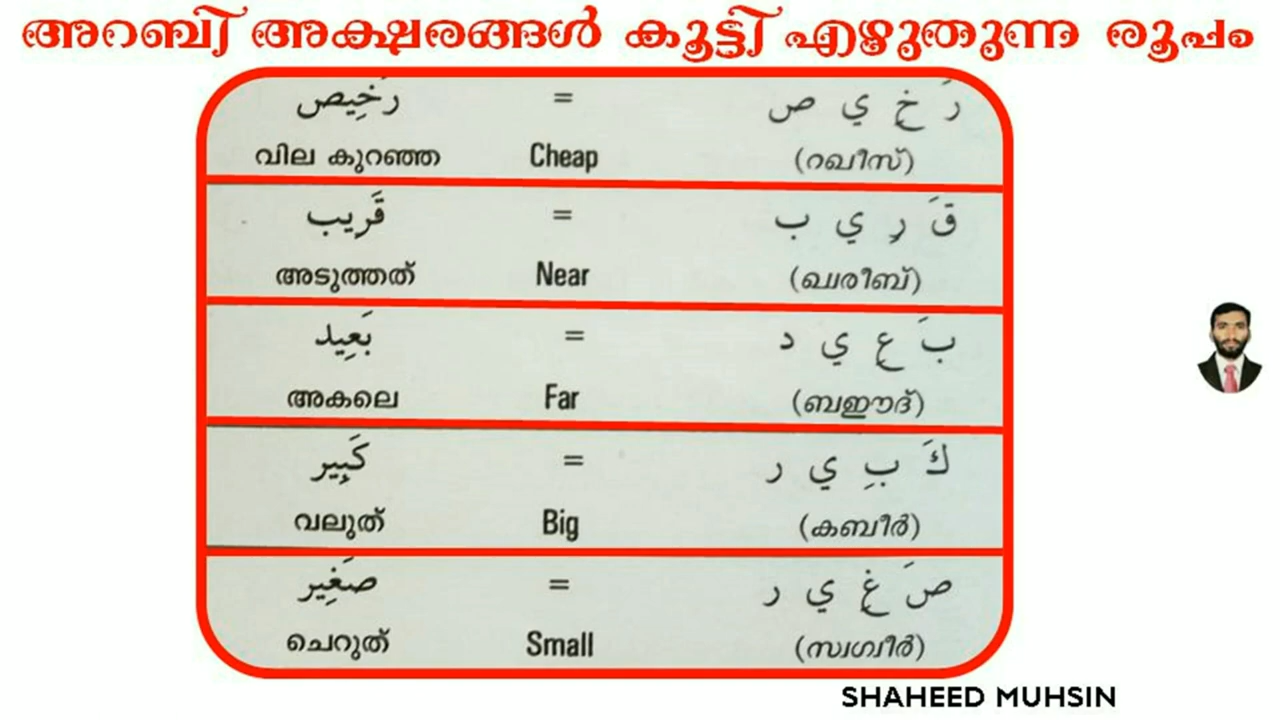 അറബി അക്ഷരങ്ങൾ കൂട്ടി എഴുതുന്ന രൂപം
رَخِيص = رَ خِ ي ص
വില കുറഞ്ഞ Cheap (റഖീസ്)
قَرِيب = قَ رِ ي ب
അടുത്തത് Near (ഖരീബ്)
بَعِيد = بَ عِ ي د
അകലെ Far (ബഈദ്)
كَبِير = كَ بِ ي ر
വലുത് Big (കബീർ)
صَغِير = صَ غِ ي ر
ചെറുത് Small (സ്വഗീർ)
SHAHEED MUHSIN